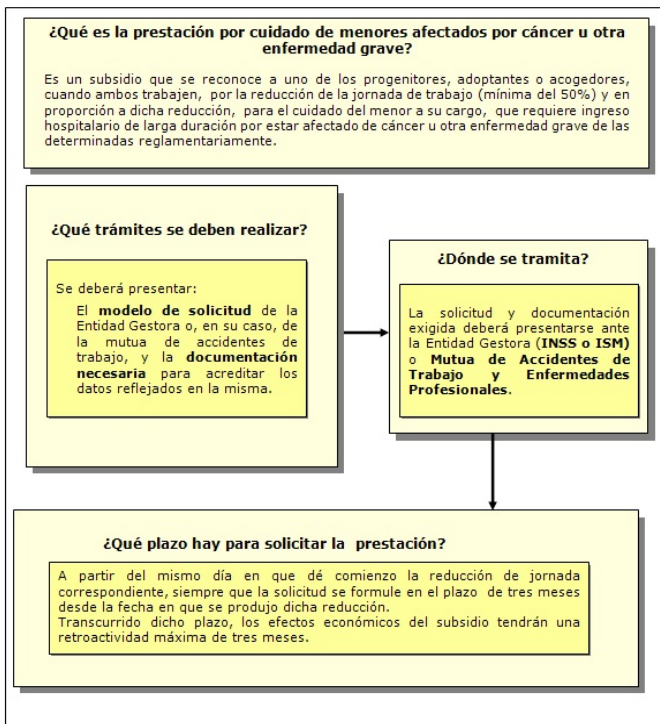 ¿Qué es la prestación por cuidado de menores afectados por cáncer u otra
enfermedad grave?
Es un subsidio que se reconoce a uno de los progenitores, adoptantes o acogedores,
cuando ambos trabajen, por la reducción de la jornada de trabajo (mínima del 50%) y en
proporción a dicha reducción, para el cuidado del menor a su cargo, que requiere ingreso
hospitalario de larga duración por estar afectado de cáncer u otra enfermedad grave de las
determinadas reglamentariamente.
¿Qué trámites se deben realizar?
Se deberá presentar:
El modelo de solicitud de la
Entidad Gestora o, en su caso, de
la mutua de accidentes de
trabajo, y la documentación
necesaria para acreditar los
datos reflejados en la misma.
¿Dónde se tramita?
La solicitud y documentación
exigida deberá presentarse ante
la Entidad Gestora (INSS o ISM)
o Mutua de Accidentes de
Trabajo y Enfermedades
Profesionales.
¿Qué plazo hay para solicitar la prestación?
A partir del mismo día en que dé comienzo la reducción de jornada
correspondiente, siempre que la solicitud se formule en el plazo de tres meses
desde la fecha en que se produjo dicha reducción.
Transcurrido dicho plazo, los efectos económicos del subsidio tendrán una
retroactividad máxima de tres meses.